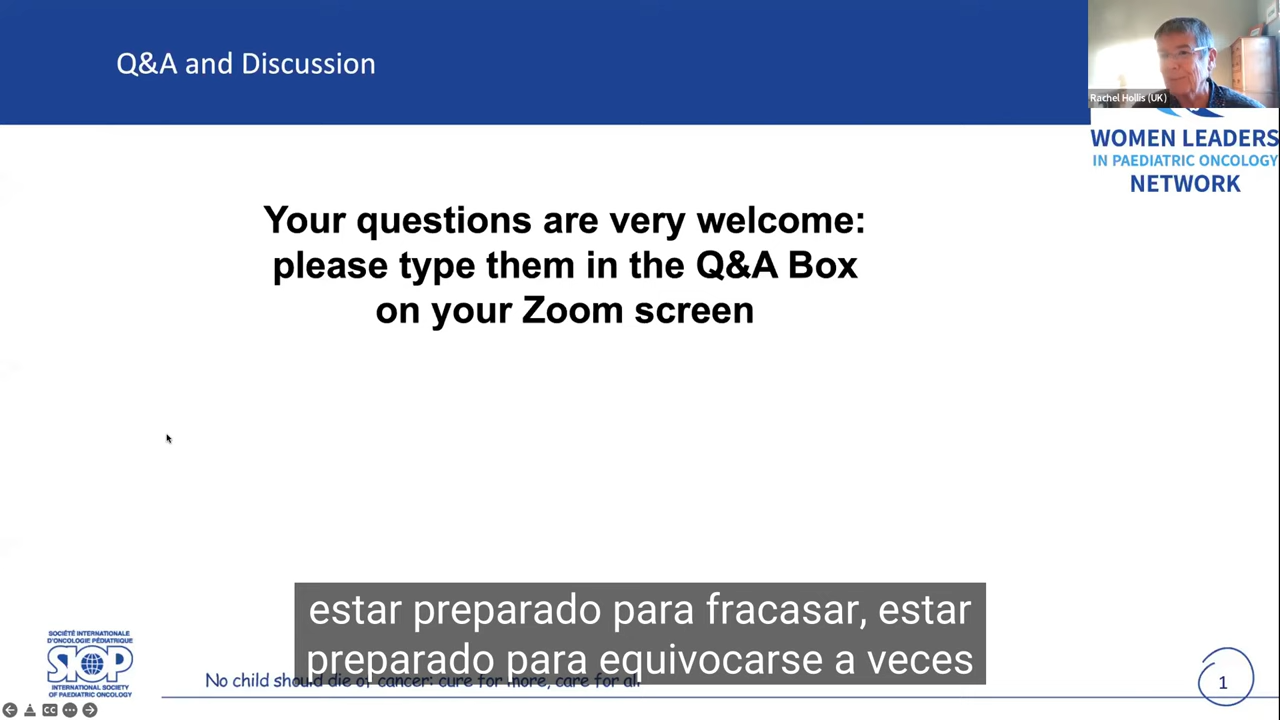 Q&A and Discussion
Rachel Hollis (UK)
WOMEN LEADERS
IN PAEDIATRIC ONCOLOGY
NETWORK
Your questions are very welcome:
please type them in the Q&A Box
on your Zoom screen
estar preparado para fracasar, estar
preparado para equivocarse a veces
SOCIÉTÉ INTERNATIONALE
D'ONCOLOGIE PÉDIATRIQUE
SIOP
INTERNATIONAL SOCIETY
OF PAEDIATRIC ONCOLOGY
No child should die of cancer: cure for more, care for all
1
CC